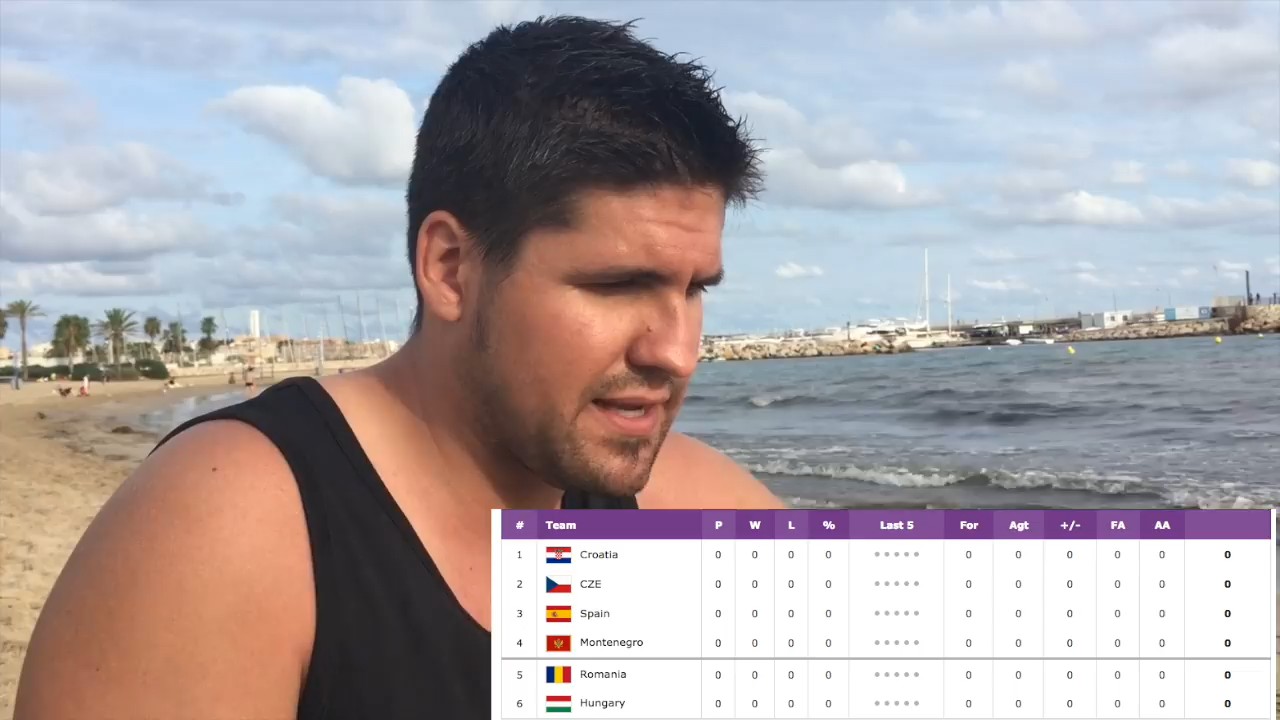 # Team P W L % Last 5 For Agt +/- FA AA
1 Croatia 0 0 0 0 0 0 0 0 0 0
2 CZE 0 0 0 0 0 0 0 0 0 0
3 Spain 0 0 0 0 0 0 0 0 0 0
4 Montenegro 0 0 0 0 0 0 0 0 0 0
5 Romania 0 0 0 0 0 0 0 0 0 0
6 Hungary 0 0 0 0 0 0 0 0 0 0